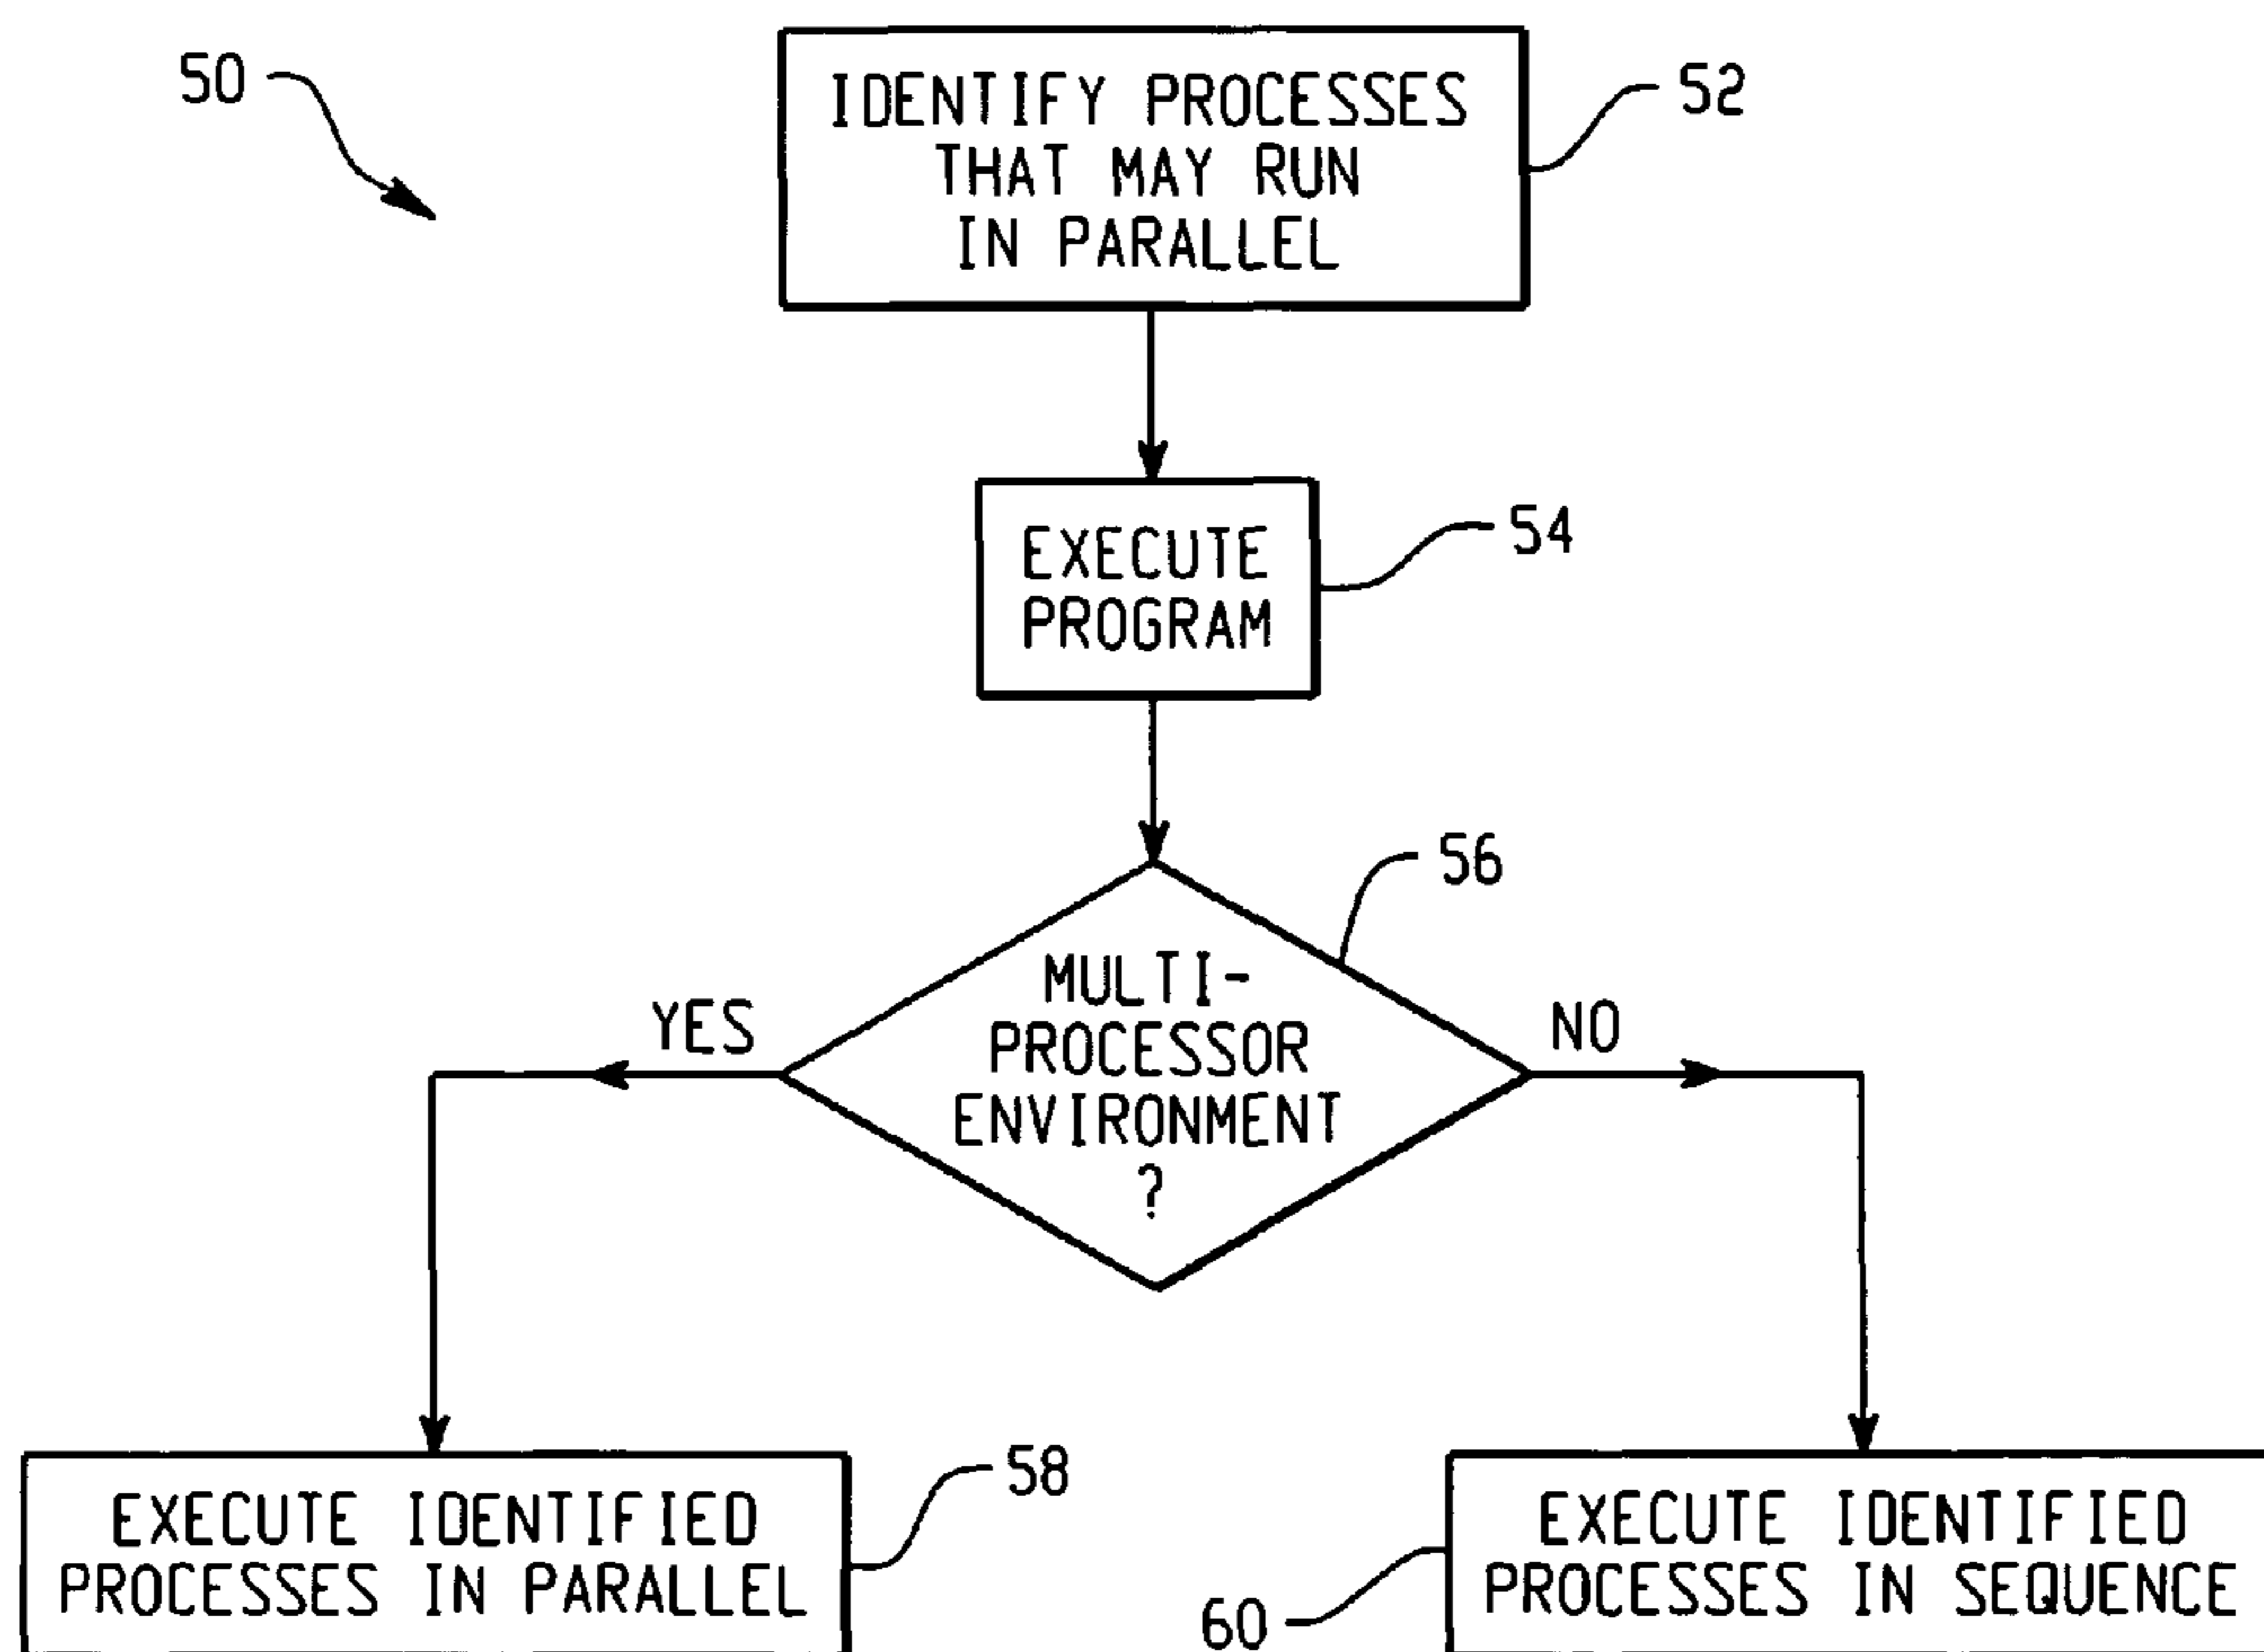 50
IDENTIFY PROCESSES
THAT MAY RUN
IN PARALLEL
52
EXECUTE
PROGRAM
54
56
MULTI-
PROCESSOR
ENVIRONMENT
?
YES
NO
EXECUTE IDENTIFIED
PROCESSES IN PARALLEL
58
EXECUTE IDENTIFIED
PROCESSES IN SEQUENCE
60